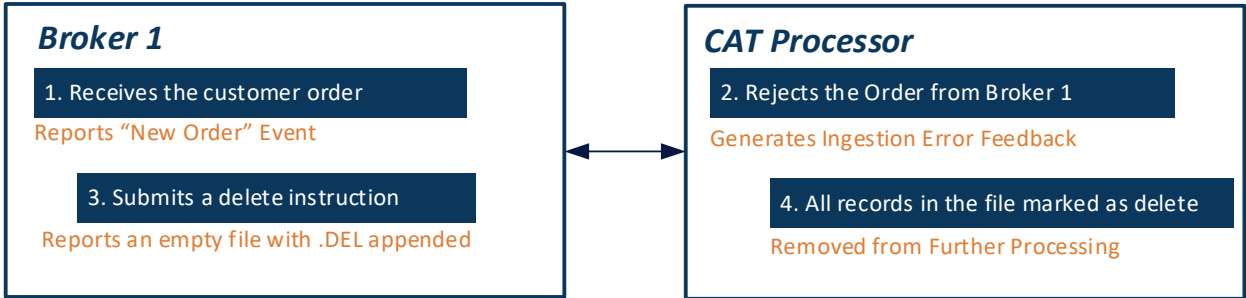 Broker 1
1. Receives the customer order
Reports “New Order” Event
3. Submits a delete instruction
Reports an empty file with .DEL appended
CAT Processor
2. Rejects the Order from Broker 1
Generates Ingestion Error Feedback
4. All records in the file marked as delete
Removed from Further Processing